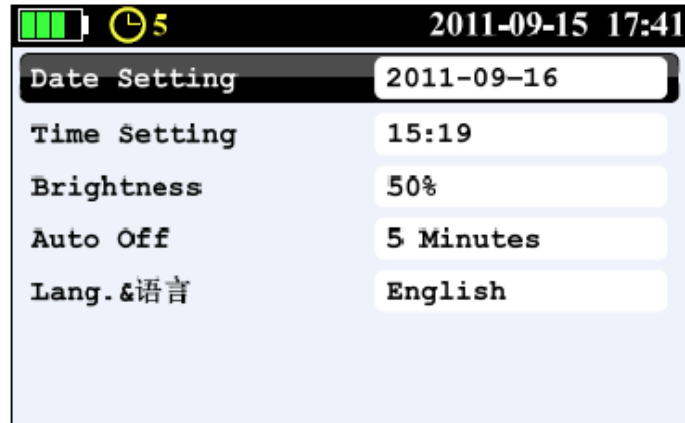 5 2011-09-15 17:41
Date Setting 2011-09-16
Time Setting 15:19
Brightness 50%
Auto Off 5 Minutes
Lang.&语言 English